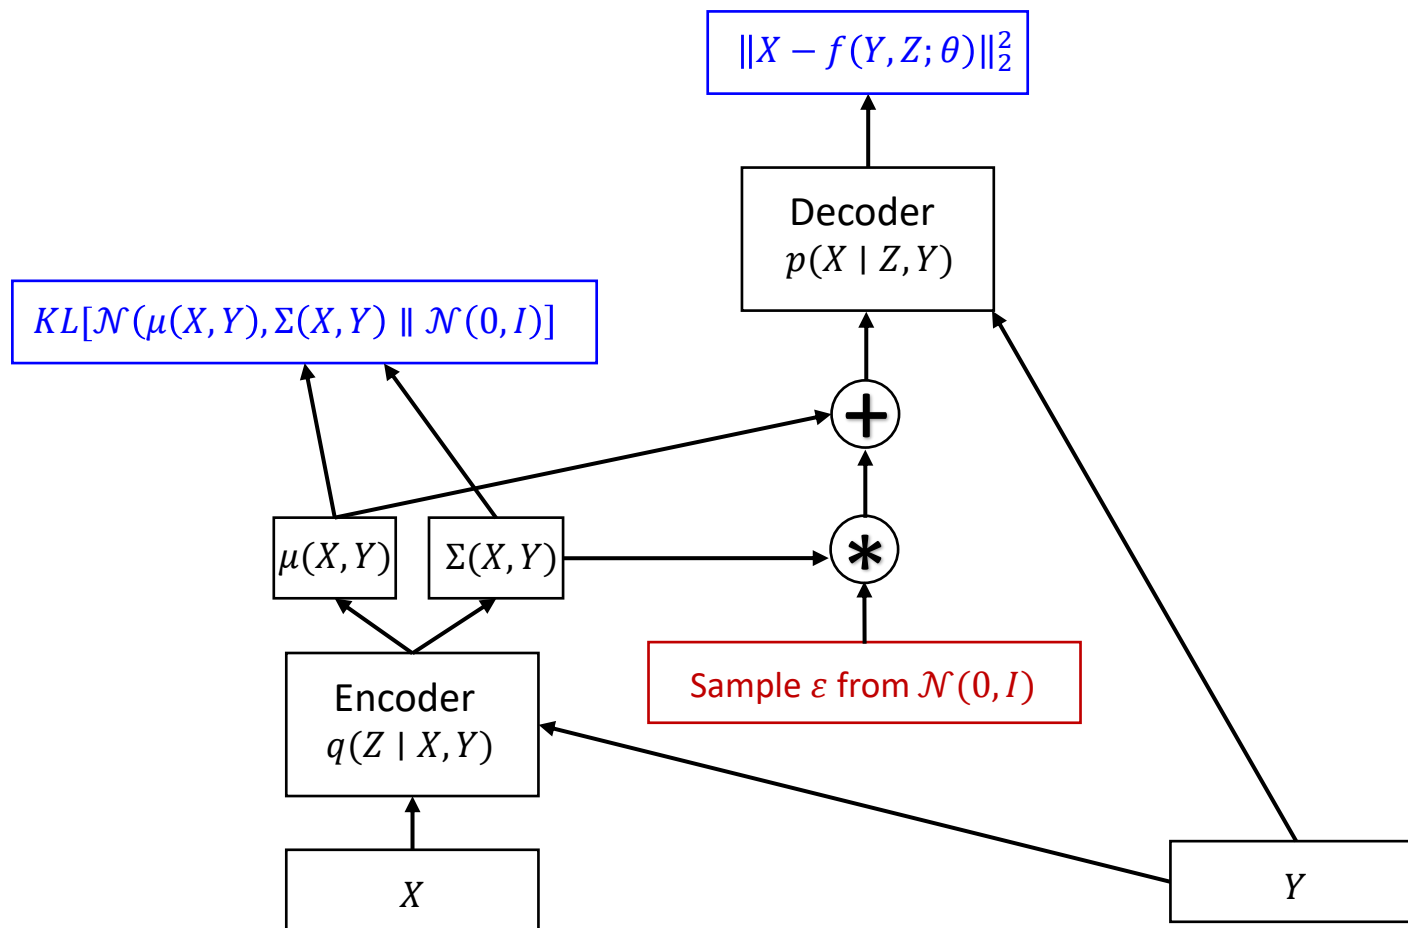 ‖X − f(Y, Z; θ)‖₂²
Decoder
p(X ∣ Z, Y)
KL[𝒩(μ(X, Y), Σ(X, Y) ∥ 𝒩(0, I)]
+
μ(X, Y)
Σ(X, Y)
*
Sample ε from 𝒩(0, I)
Encoder
q(Z ∣ X, Y)
X
Y